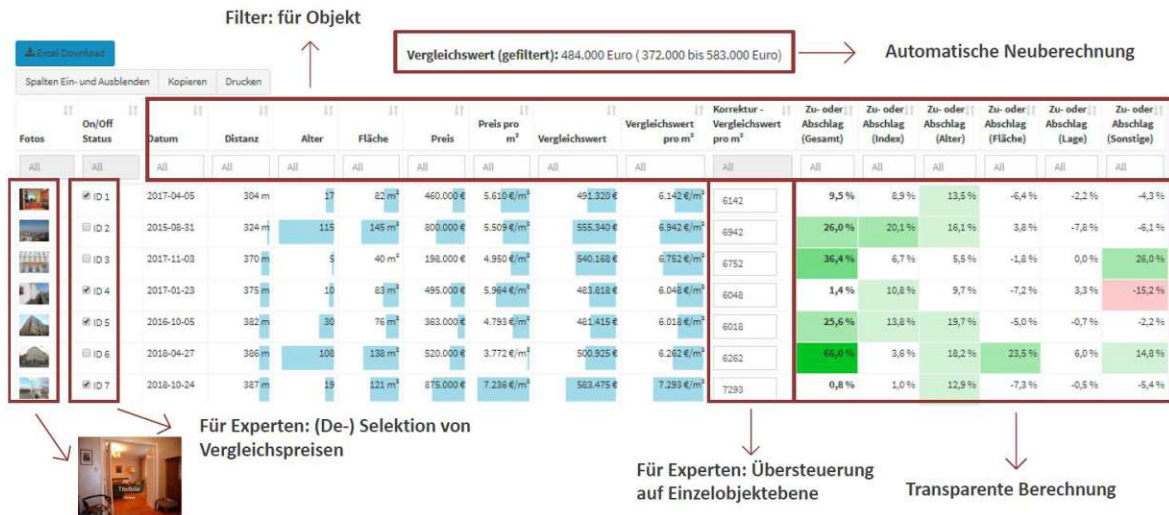 Filter: für Objekt
Excel Download
Vergleichswert (gefiltert): 484.000 Euro ( 372.000 bis 583.000 Euro)
Automatische Neuberechnung
Spalten Ein- und Ausblenden Kopieren Drucken
Fotos On/Off Status Datum Distanz Alter Fläche Preis Preis pro m² Vergleichswert Vergleichswert pro m² Korrektur - Vergleichswert pro m² Zu- oder Abschlag (Gesamt) Zu- oder Abschlag (Index) Zu- oder Abschlag (Alter) Zu- oder Abschlag (Fläche) Zu- oder Abschlag (Lage) Zu- oder Abschlag (Sonstige)
All All All All All All All All All All All All All All All All All
ID 1 2017-04-05 304 m 17 82 m² 460.000 € 5.610 €/m² 491.320 € 6.142 €/m² 6142 9,5 % 8,9 % 13,5 % -6,4 % -2,2 % -4,3 %
ID 2 2015-08-31 324 m 115 145 m² 800.000 € 5.509 €/m² 555.340 € 6.942 €/m² 6942 26,0 % 20,1 % 16,1 % 3,8 % -7,8 % -6,1 %
ID 3 2017-11-03 370 m 5 40 m² 198.000 € 4.950 €/m² 540.168 € 6.752 €/m² 6752 36,4 % 6,7 % 5,5 % -1,8 % 0,0 % 26,0 %
ID 4 2017-01-23 375 m 10 83 m² 495.000 € 5.964 €/m² 483.818 € 6.048 €/m² 6048 1,4 % 10,8 % 9,7 % -7,2 % 3,3 % -15,2 %
ID 5 2016-10-05 382 m 30 76 m² 363.000 € 4.793 €/m² 481.415 € 6.018 €/m² 6018 25,6 % 13,8 % 19,7 % -5,0 % -0,7 % -2,2 %
ID 6 2018-04-27 386 m 108 138 m² 520.000 € 3.772 €/m² 500.925 € 6.262 €/m² 6262 66,0 % 3,6 % 18,2 % 23,5 % 6,0 % 14,8 %
ID 7 2018-10-24 387 m 19 121 m² 875.000 € 7.236 €/m² 583.475 € 7.293 €/m² 7293 0,8 % 1,0 % 12,9 % -7,3 % -0,5 % -5,4 %
Für Experten: (De-) Selektion von
Vergleichspreisen
Titelbild
Für Experten: Übersteuerung
auf Einzelobjektebene
Transparente Berechnung